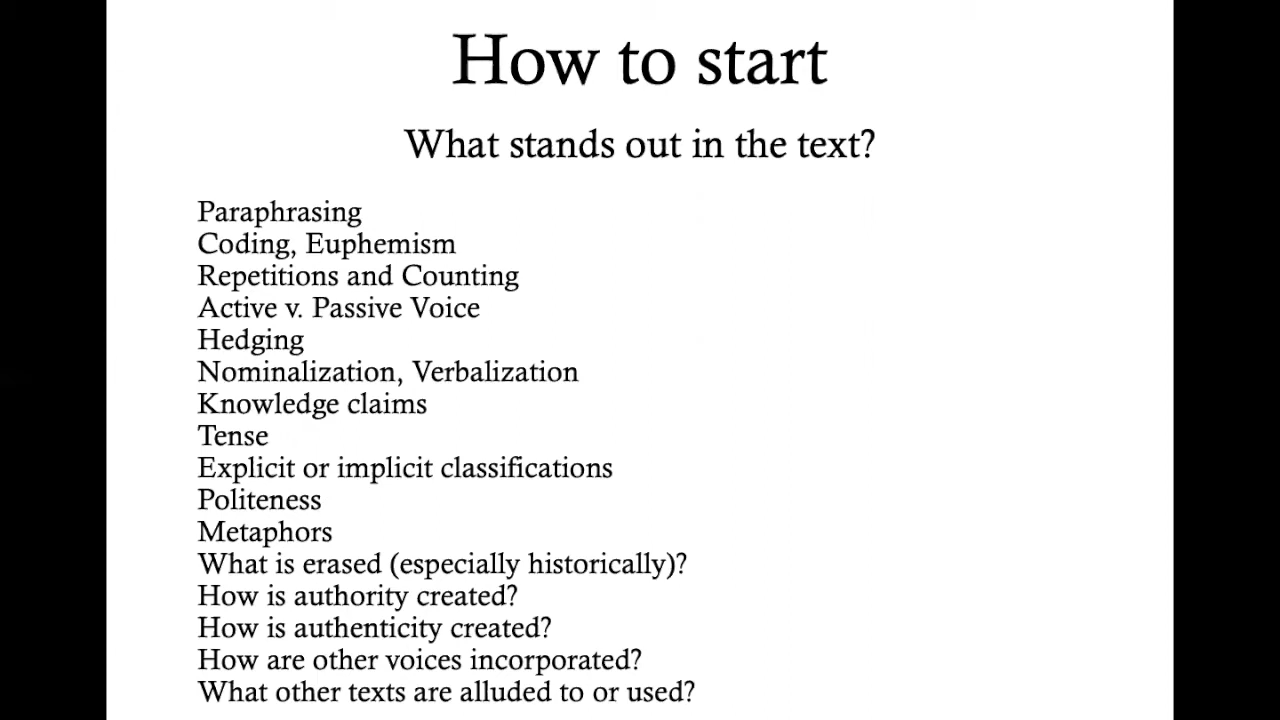 How to start
What stands out in the text?
Paraphrasing
Coding, Euphemism
Repetitions and Counting
Active v. Passive Voice
Hedging
Nominalization, Verbalization
Knowledge claims
Tense
Explicit or implicit classifications
Politeness
Metaphors
What is erased (especially historically)?
How is authority created?
How is authenticity created?
How are other voices incorporated?
What other texts are alluded to or used?